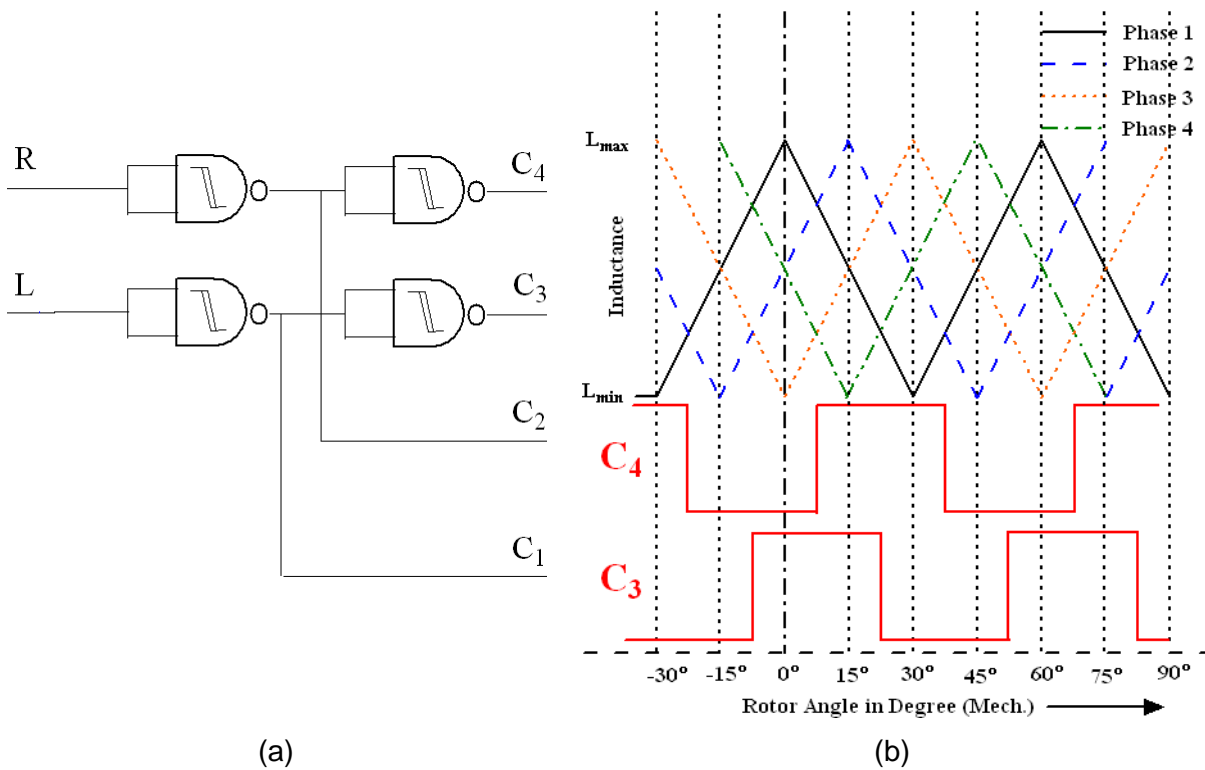 R
L
C4
C3
C2
C1
(a)
Phase 1
Phase 2
Phase 3
Phase 4
Lmax
Inductance
Lmin
C4
C3
-30° -15° 0° 15° 30° 45° 60° 75° 90°
Rotor Angle in Degree (Mech.)
(b)